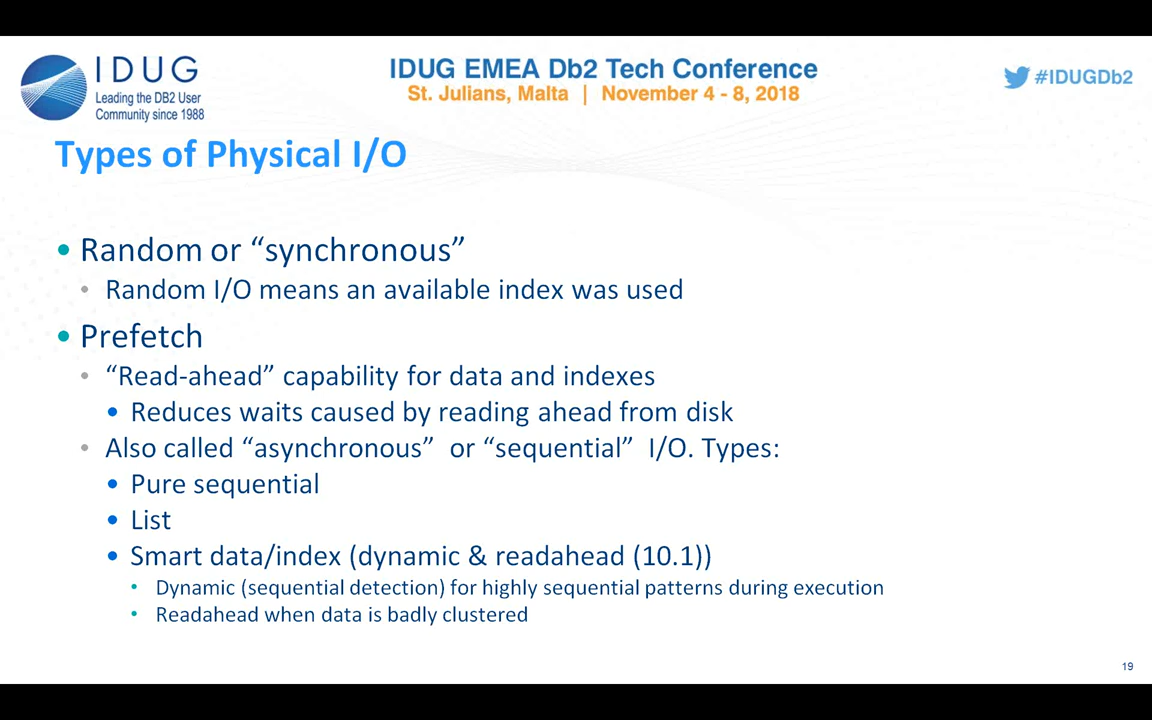 IDUG
Leading the DB2 User
Community since 1988
IDUG EMEA Db2 Tech Conference
St. Julians, Malta | November 4 - 8, 2018
#IDUGDb2
Types of Physical I/O
• Random or “synchronous”
• Random I/O means an available index was used
• Prefetch
• “Read-ahead” capability for data and indexes
• Reduces waits caused by reading ahead from disk
• Also called “asynchronous” or “sequential” I/O. Types:
• Pure sequential
• List
• Smart data/index (dynamic & readahead (10.1))
• Dynamic (sequential detection) for highly sequential patterns during execution
• Readahead when data is badly clustered
19